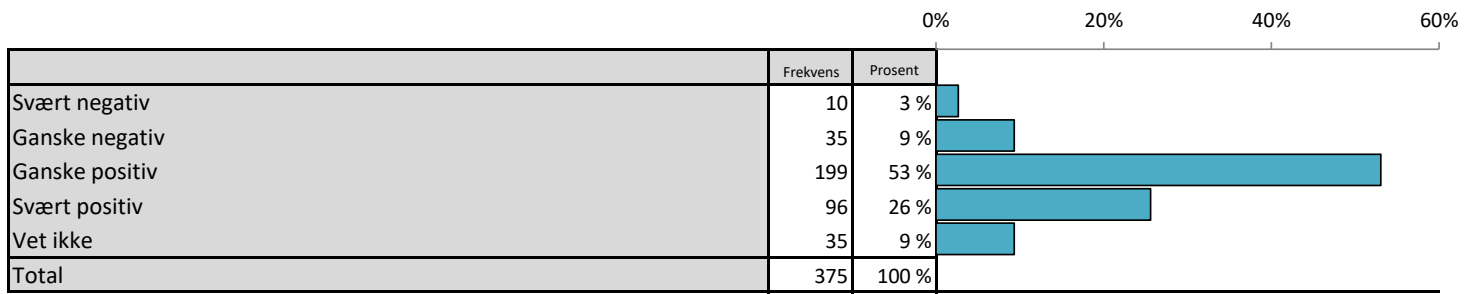 0% 20% 40% 60%
Frekvens Prosent
Svært negativ 10 3 %
Ganske negativ 35 9 %
Ganske positiv 199 53 %
Svært positiv 96 26 %
Vet ikke 35 9 %
Total 375 100 %